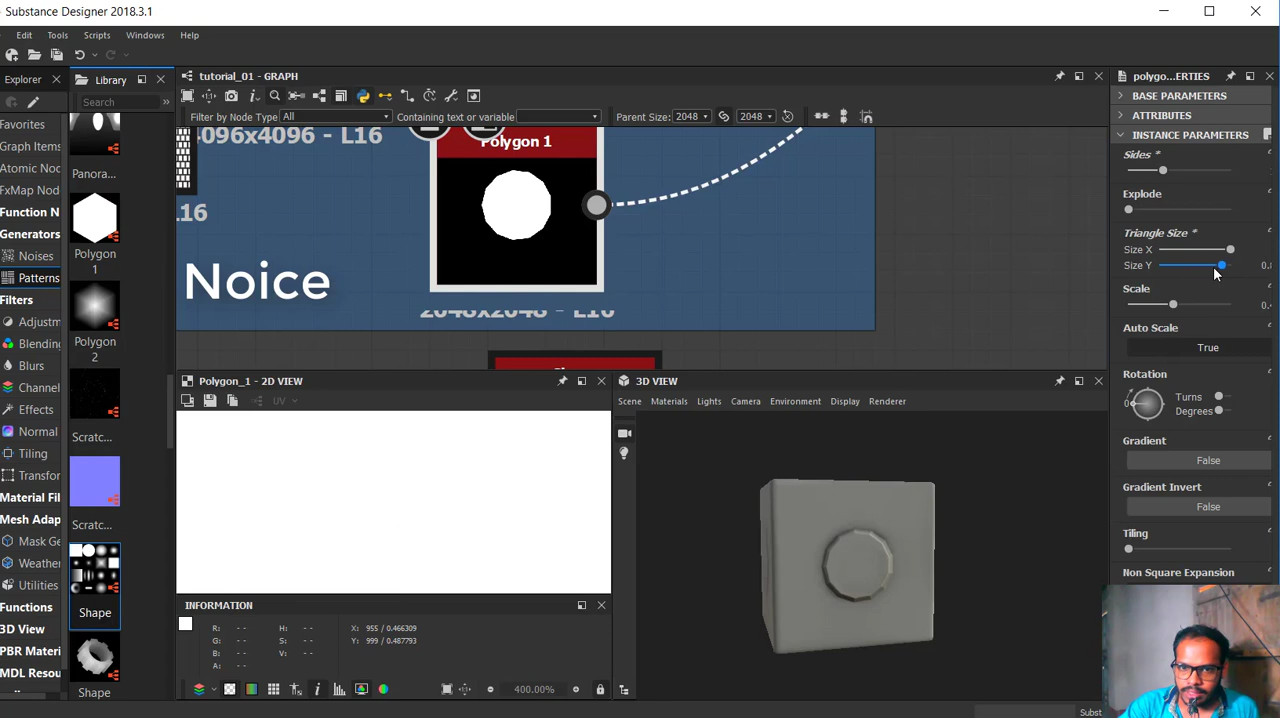 Substance Designer 2018.3.1
Edit Tools Scripts Windows Help
Explorer
Library
tutorial_01 - GRAPH
polygo...ERTIES
Search
Filter by Node Type All
Containing text or variable
Parent Size: 2048
2048
BASE PARAMETERS
ATTRIBUTES
INSTANCE PARAMETERS
Favorites
Graph Items
Atomic Nod
FxMap Nod
Function N
Generators
Noises
Patterns
Filters
Adjustm
Blending
Blurs
Channel
Effects
Normal
Tiling
Transfor
Material Fil
Mesh Adap
Mask Ge
Weather
Utilities
Functions
3D View
PBR Materi
MDL Resou
Panora...
Polygon
1
Polygon
2
Scratc...
Scratc...
Shape
Shape
4096x4096 - L16
L16
Polygon 1
Noice
2048x2048 - L16
Sides *
Explode
Triangle Size *
Size X
Size Y
0.
Scale
0.
Auto Scale
True
Rotation
0
Turns
Degrees
Gradient
False
Gradient Invert
False
Tiling
Non Square Expansion
Polygon_1 - 2D VIEW
UV
3D VIEW
Scene Materials Lights Camera Environment Display Renderer
INFORMATION
R: -- H: -- X: 955 / 0.466309
G: -- S: -- Y: 999 / 0.487793
B: -- V: --
A: --
400.00%
Subst